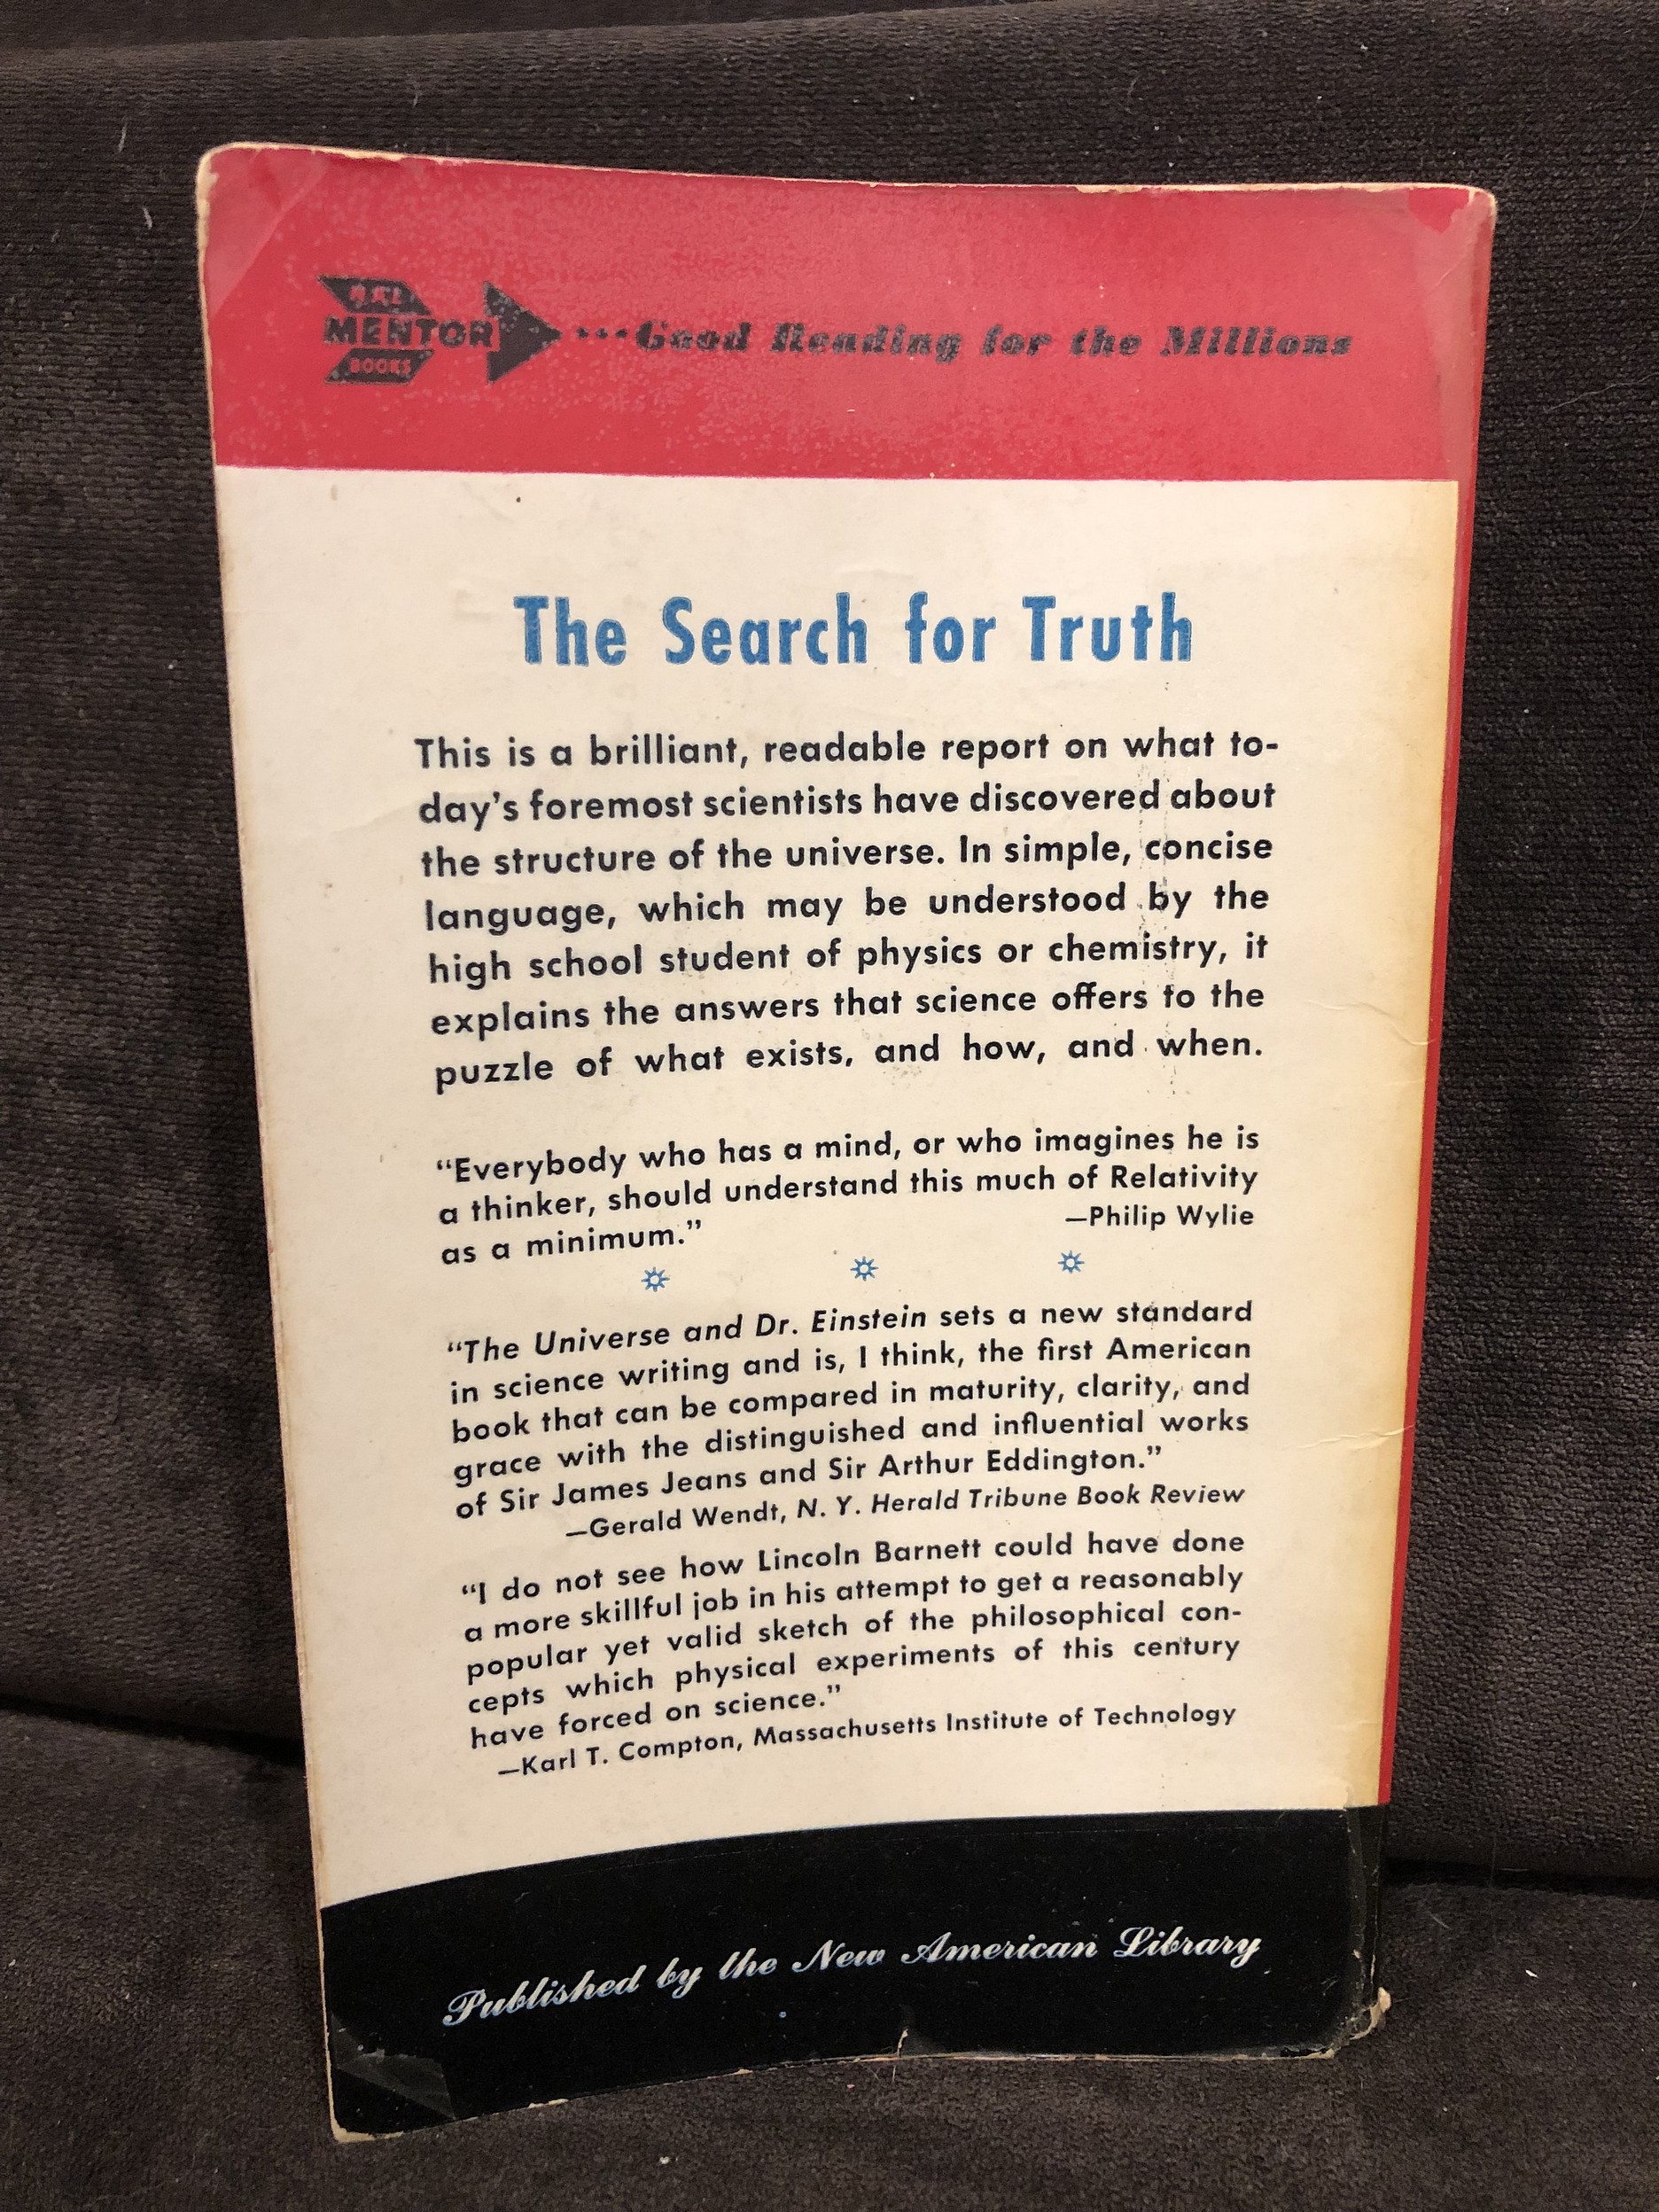 NAL
MENTOR
BOOKS
...Good Reading for the Millions
The Search for Truth
This is a brilliant, readable report on what to-
day's foremost scientists have discovered about
the structure of the universe. In simple, concise
language, which may be understood by the
high school student of physics or chemistry, it
explains the answers that science offers to the
puzzle of what exists, and how, and when.
“Everybody who has a mind, or who imagines he is
a thinker, should understand this much of Relativity
as a minimum.”
—Philip Wylie
“The Universe and Dr. Einstein sets a new standard
in science writing and is, I think, the first American
book that can be compared in maturity, clarity, and
grace with the distinguished and influential works
of Sir James Jeans and Sir Arthur Eddington.”
—Gerald Wendt, N. Y. Herald Tribune Book Review
“I do not see how Lincoln Barnett could have done
a more skillful job in his attempt to get a reasonably
popular yet valid sketch of the philosophical con-
cepts which physical experiments of this century
have forced on science.”
—Karl T. Compton, Massachusetts Institute of Technology
Published by the New American Library